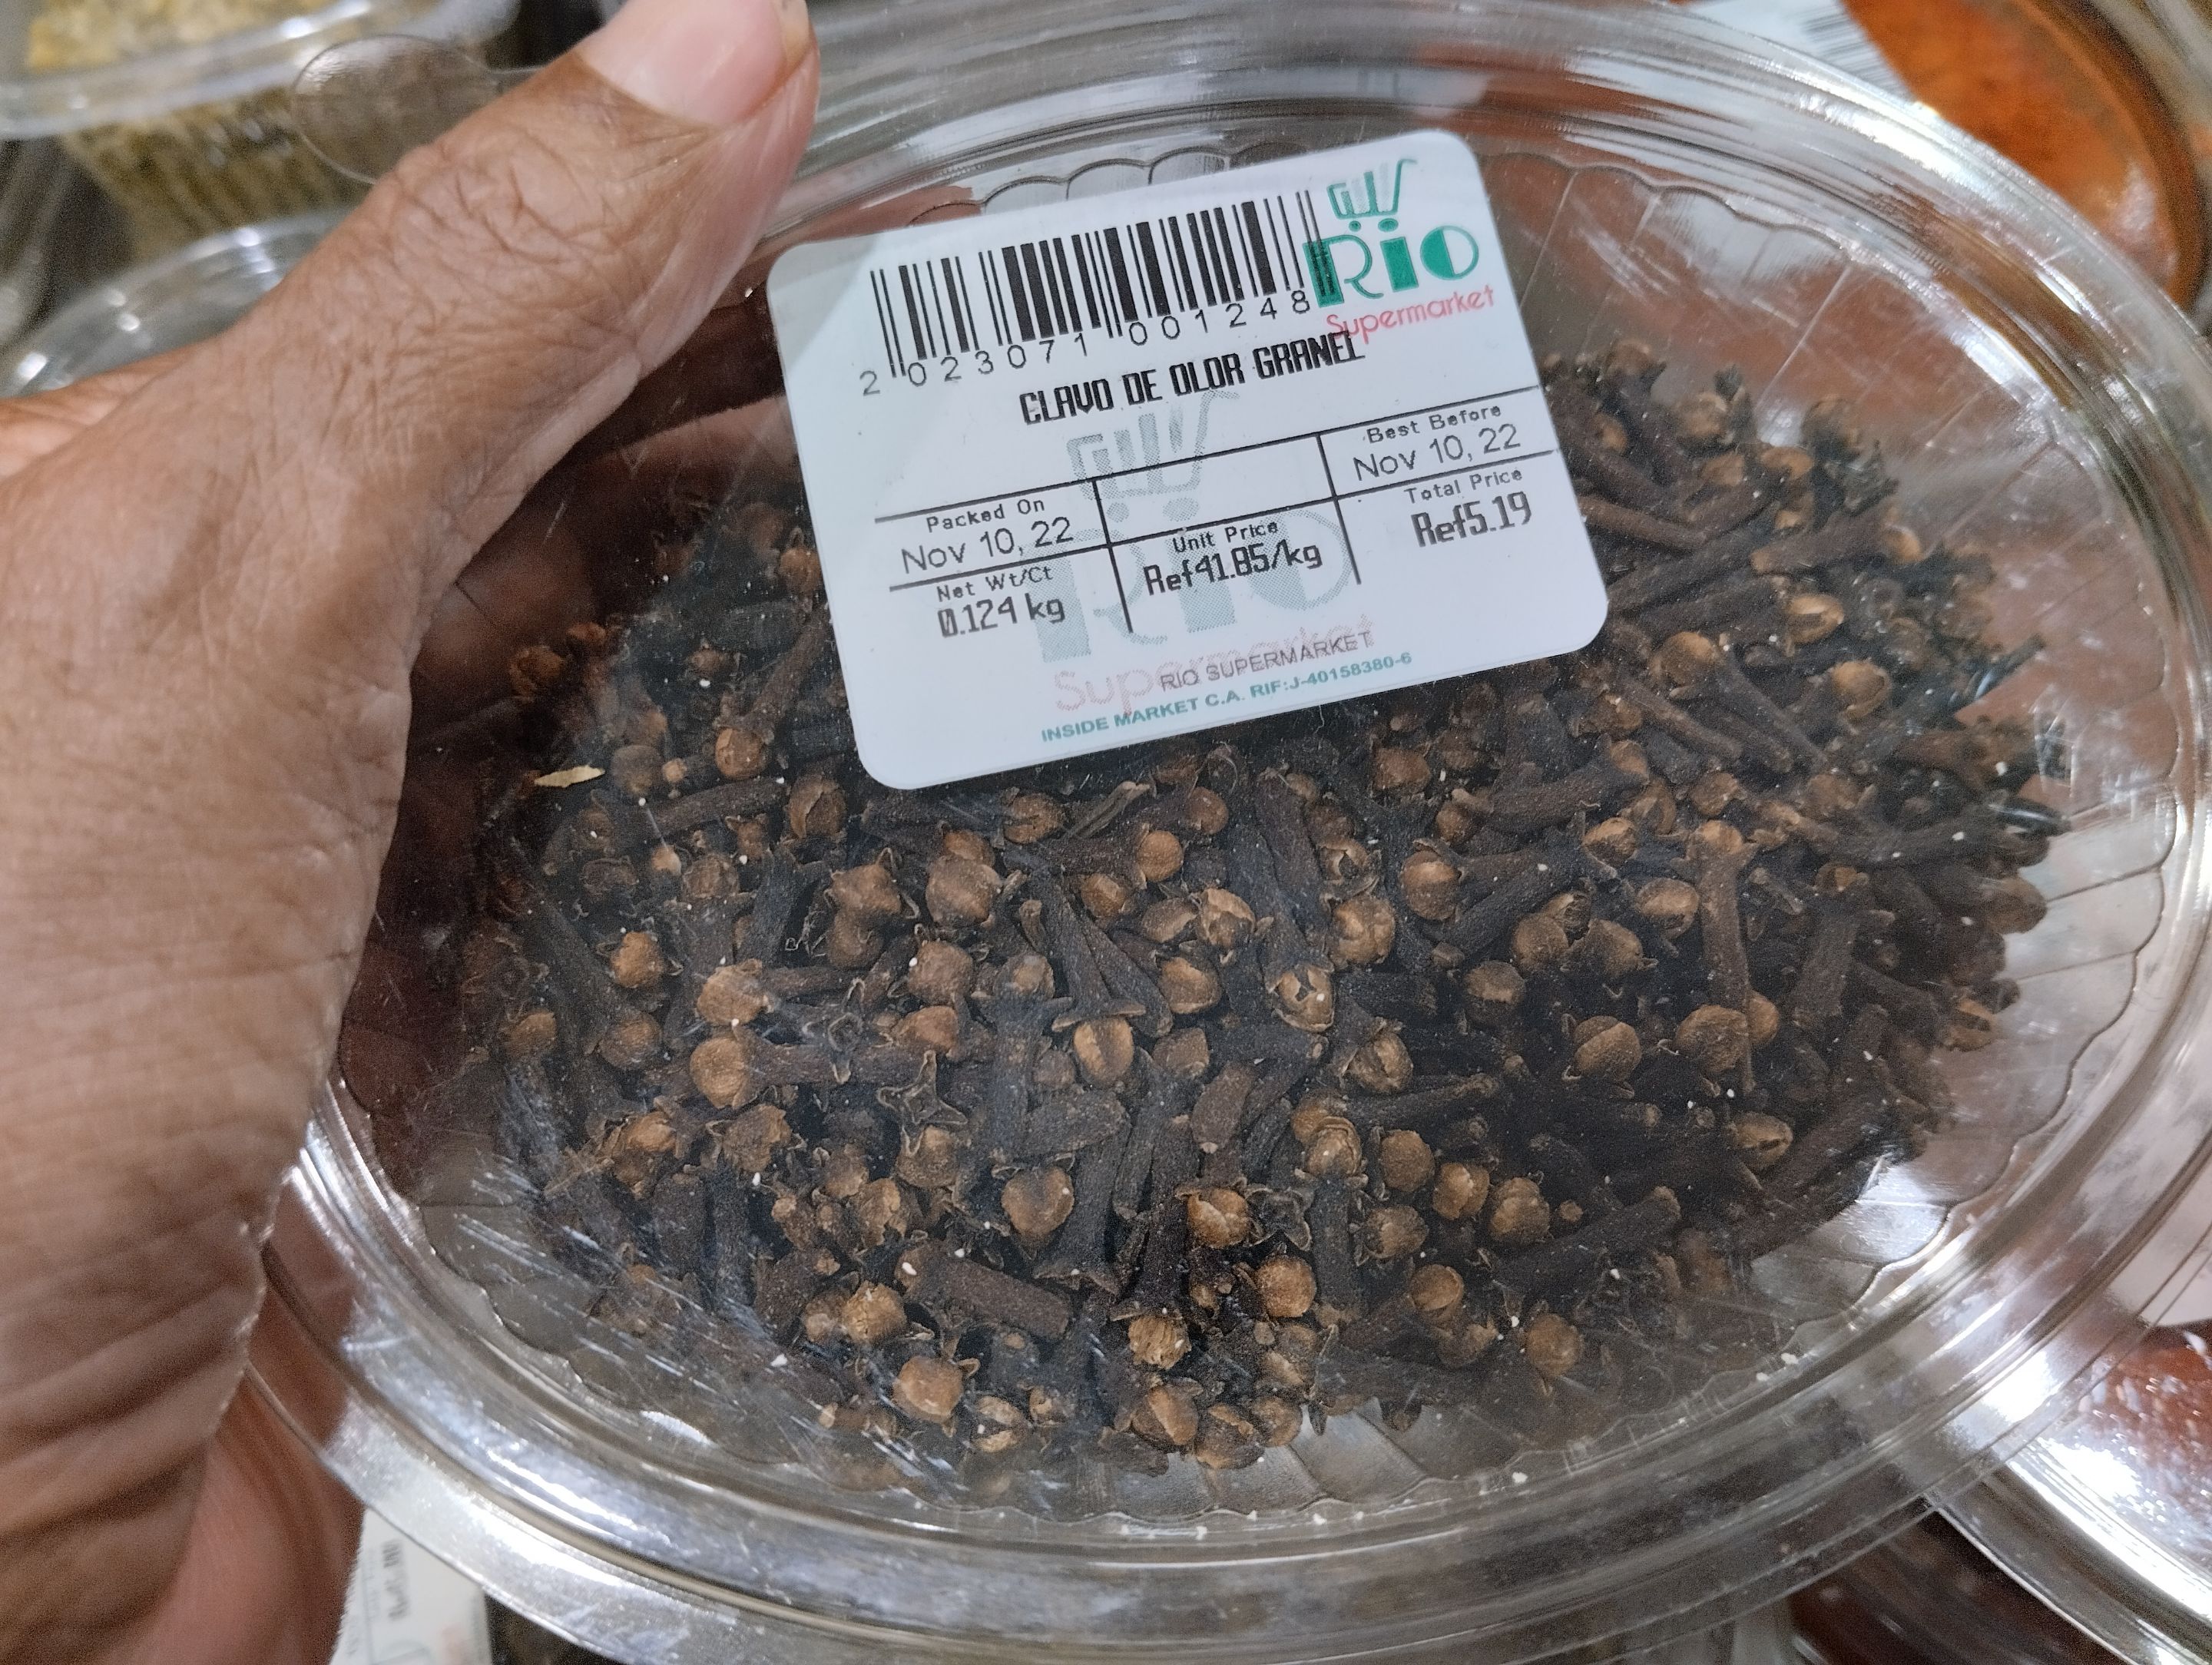 2 023071 001248
Rio
Supermarket
CLAVO DE OLOR GRANEL
Packed On
Nov 10, 22
Best Before
Nov 10, 22
Net Wt/Ct
0.124 kg
Unit Price
Ref41.85/kg
Total Price
Ref5.19
Rio
Supermarket
RIO SUPERMARKET
INSIDE MARKET C.A. RIF:J-40158380-6